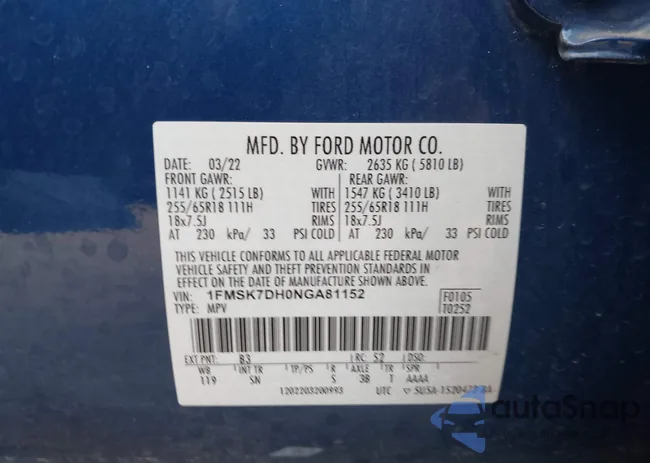 MFD. BY FORD MOTOR CO.
DATE: 03/22 GVWR: 2635 KG ( 5810 LB)
FRONT GAWR: REAR GAWR:
1141 KG ( 2515 LB) WITH 1547 KG ( 3410 LB) WITH
255/65R18 111H TIRES 255/65R18 111H TIRES
18x7.5J RIMS 18x7.5J RIMS
AT 230 kPa/ 33 PSI COLD AT 230 kPa/ 33 PSI COLD
THIS VEHICLE CONFORMS TO ALL APPLICABLE FEDERAL MOTOR
VEHICLE SAFETY AND THEFT PREVENTION STANDARDS IN
EFFECT ON THE DATE OF MANUFACTURE SHOWN ABOVE.
VIN: 1FMSK7DH0NGA81152 F0105
TYPE: MPV T0252
EXT PNT: B3 RC: 52 DSO:
WB INT TR TP/PS R AXLE TR SPR
119 SN S 3B T AAAA
1202203200993 UTC
autoSnap